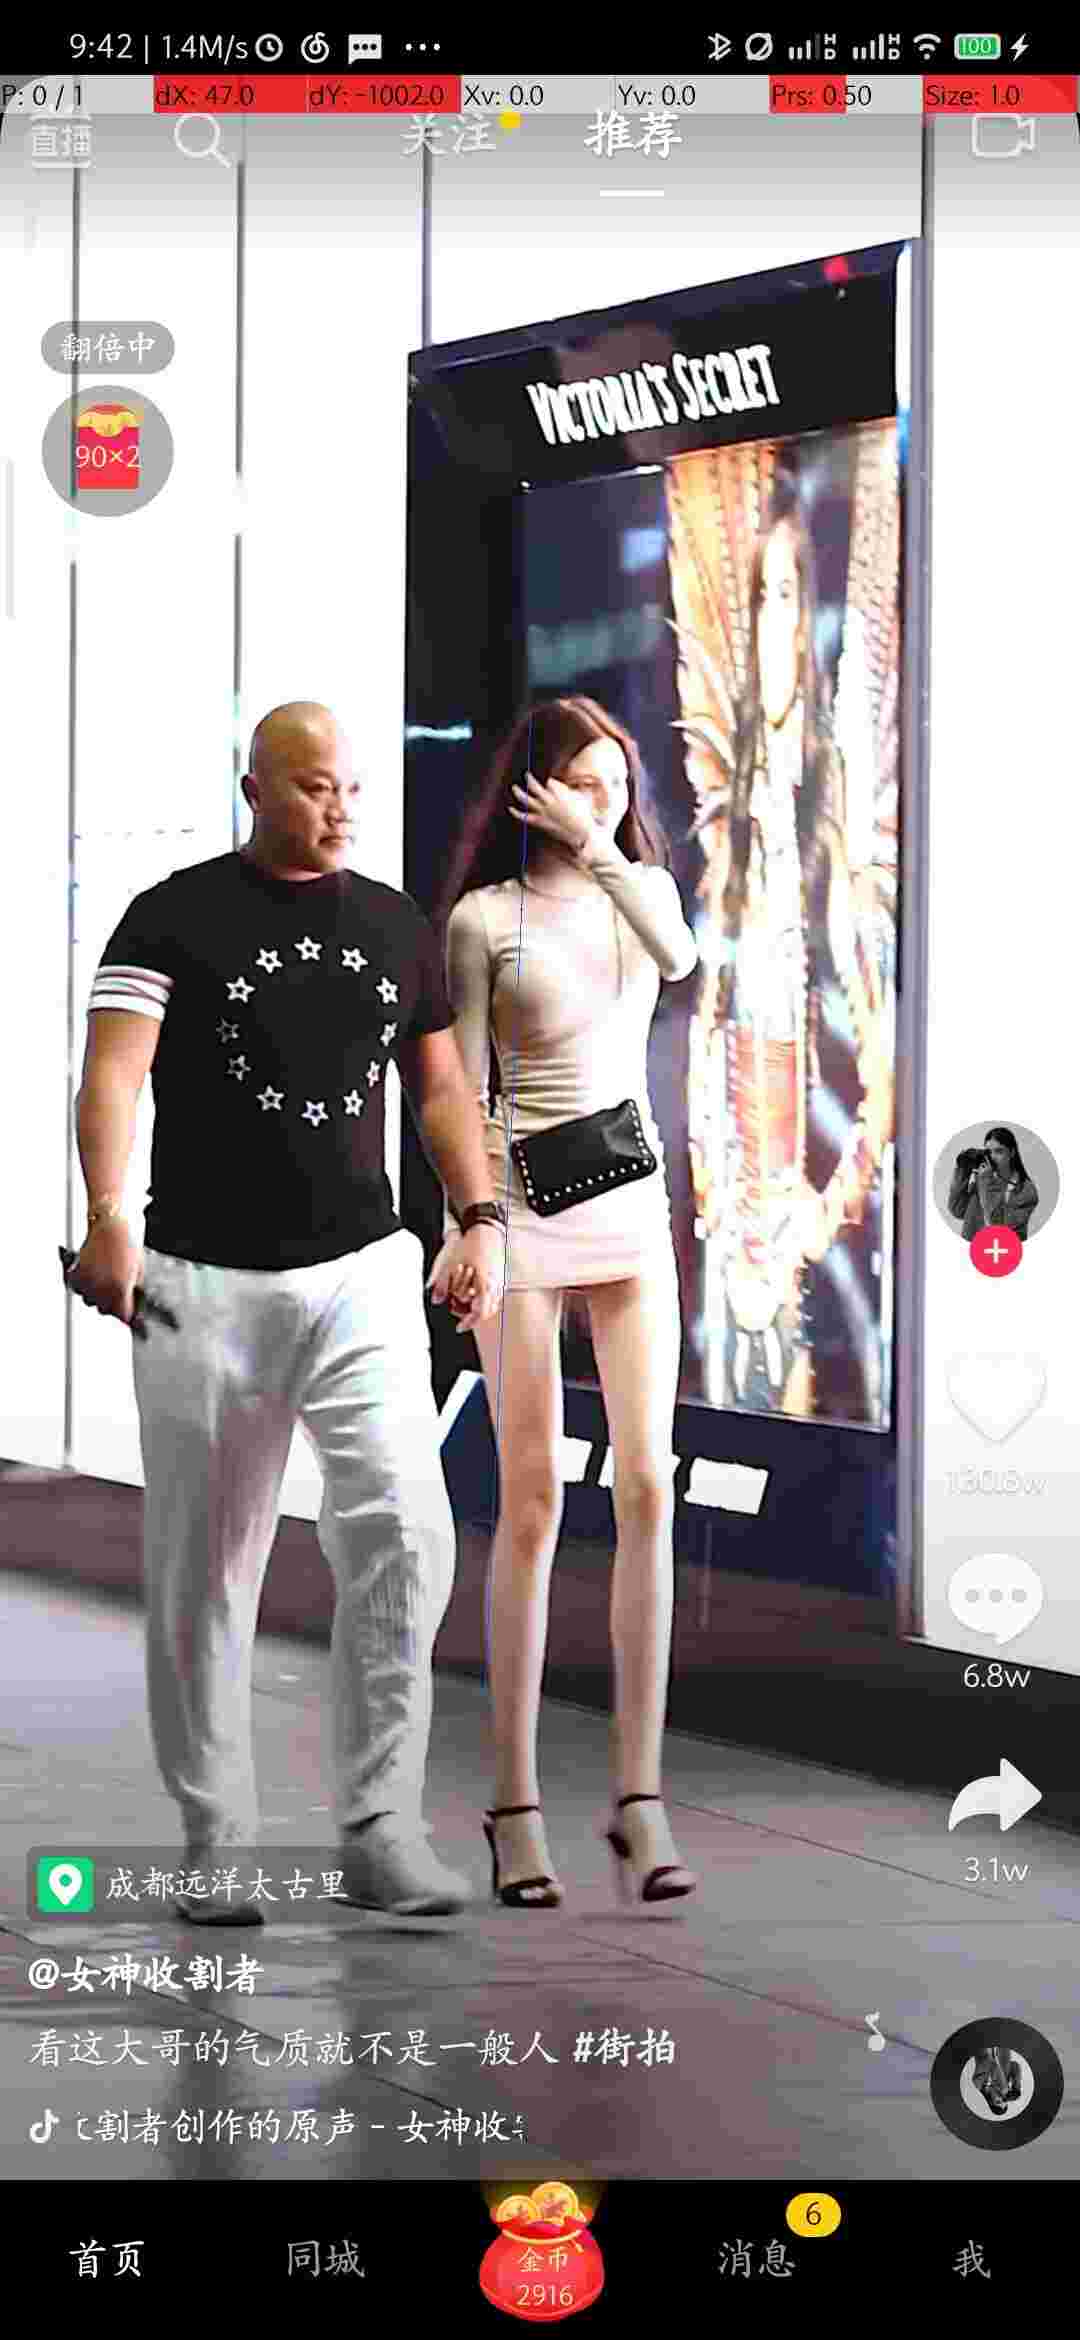 9:42 | 1.4M/s
100
P: 0 / 1
dX: 47.0
dY: -1002.0
Xv: 0.0
Yv: 0.0
Prs: 0.50
Size: 1.0
直播
关注
推荐
翻倍中
90×2
VICTORIA'S SECRET
130.8w
6.8w
3.1w
成都远洋太古里
@女神收割者
看这大哥的气质就不是一般人 #街拍
割者创作的原声 - 女神收
首页
同城
金币
2916
消息
6
我